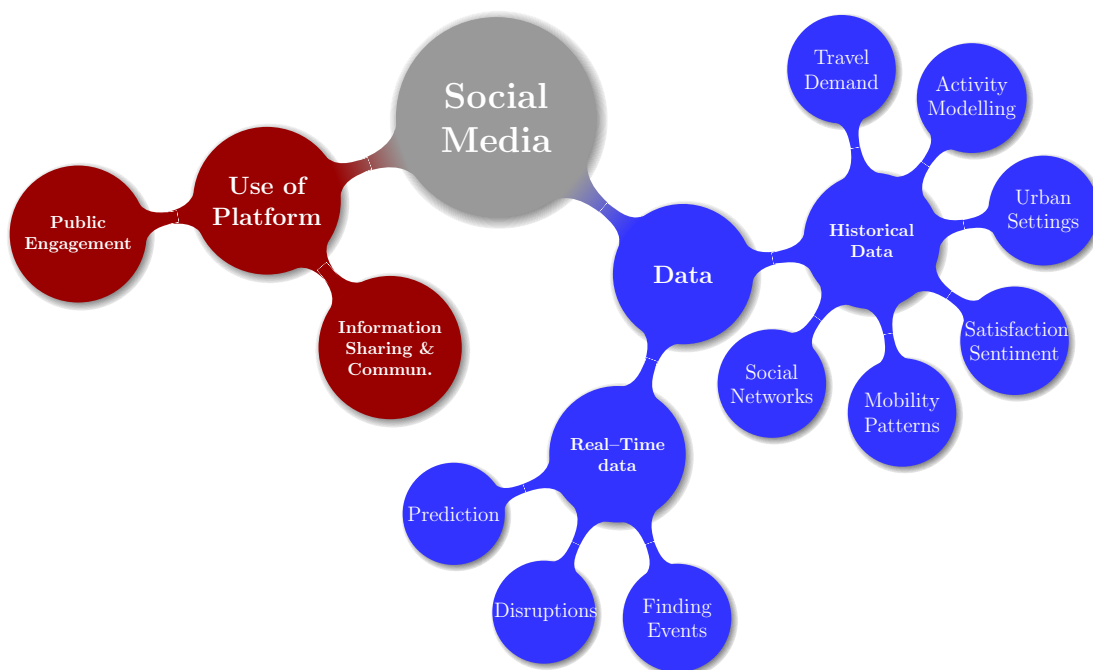 Social
Media
Use of
Platform
Public
Engagement
Information
Sharing &
Commun.
Data
Historical
Data
Travel
Demand
Activity
Modelling
Urban
Settings
Satisfaction
Sentiment
Mobility
Patterns
Social
Networks
Real–Time
data
Prediction
Disruptions
Finding
Events